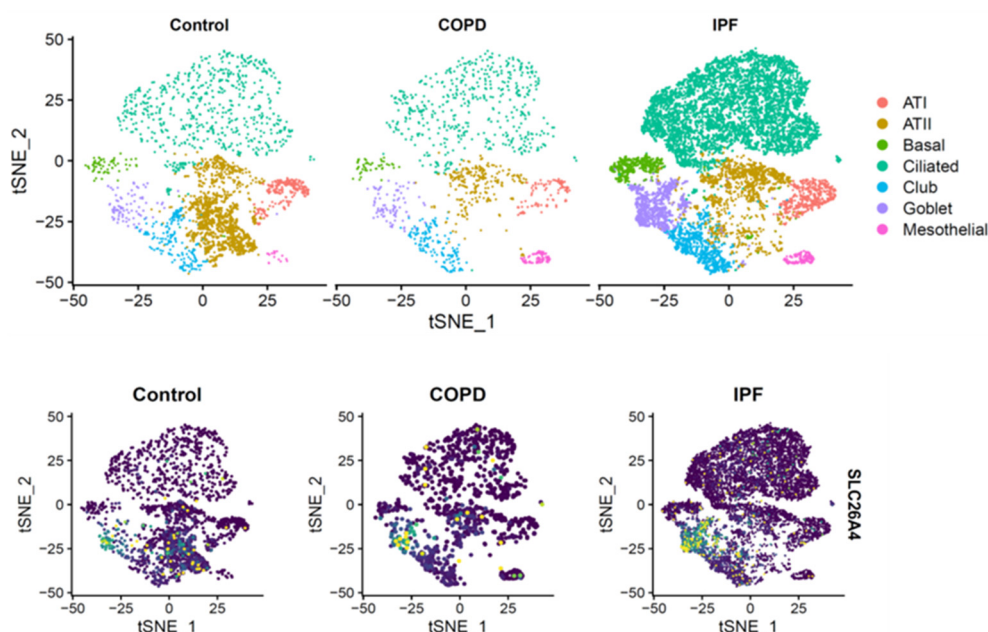 Control COPD IPF
50
25
0
−25
−50
tSNE_2
−50 −25 0 25 −50 −25 0 25 −50 −25 0 25
tSNE_1
ATI
ATII
Basal
Ciliated
Club
Goblet
Mesothelial
Control COPD IPF
50 50 50
25 25 25
0 0 0
−25 −25 −25
−50 −50 −50
tSNE_2 tSNE_2 tSNE_2
SLC26A4
−50 −25 0 25 −50 −25 0 25 −50 −25 0 25
tSNE_1 tSNE_1 tSNE_1